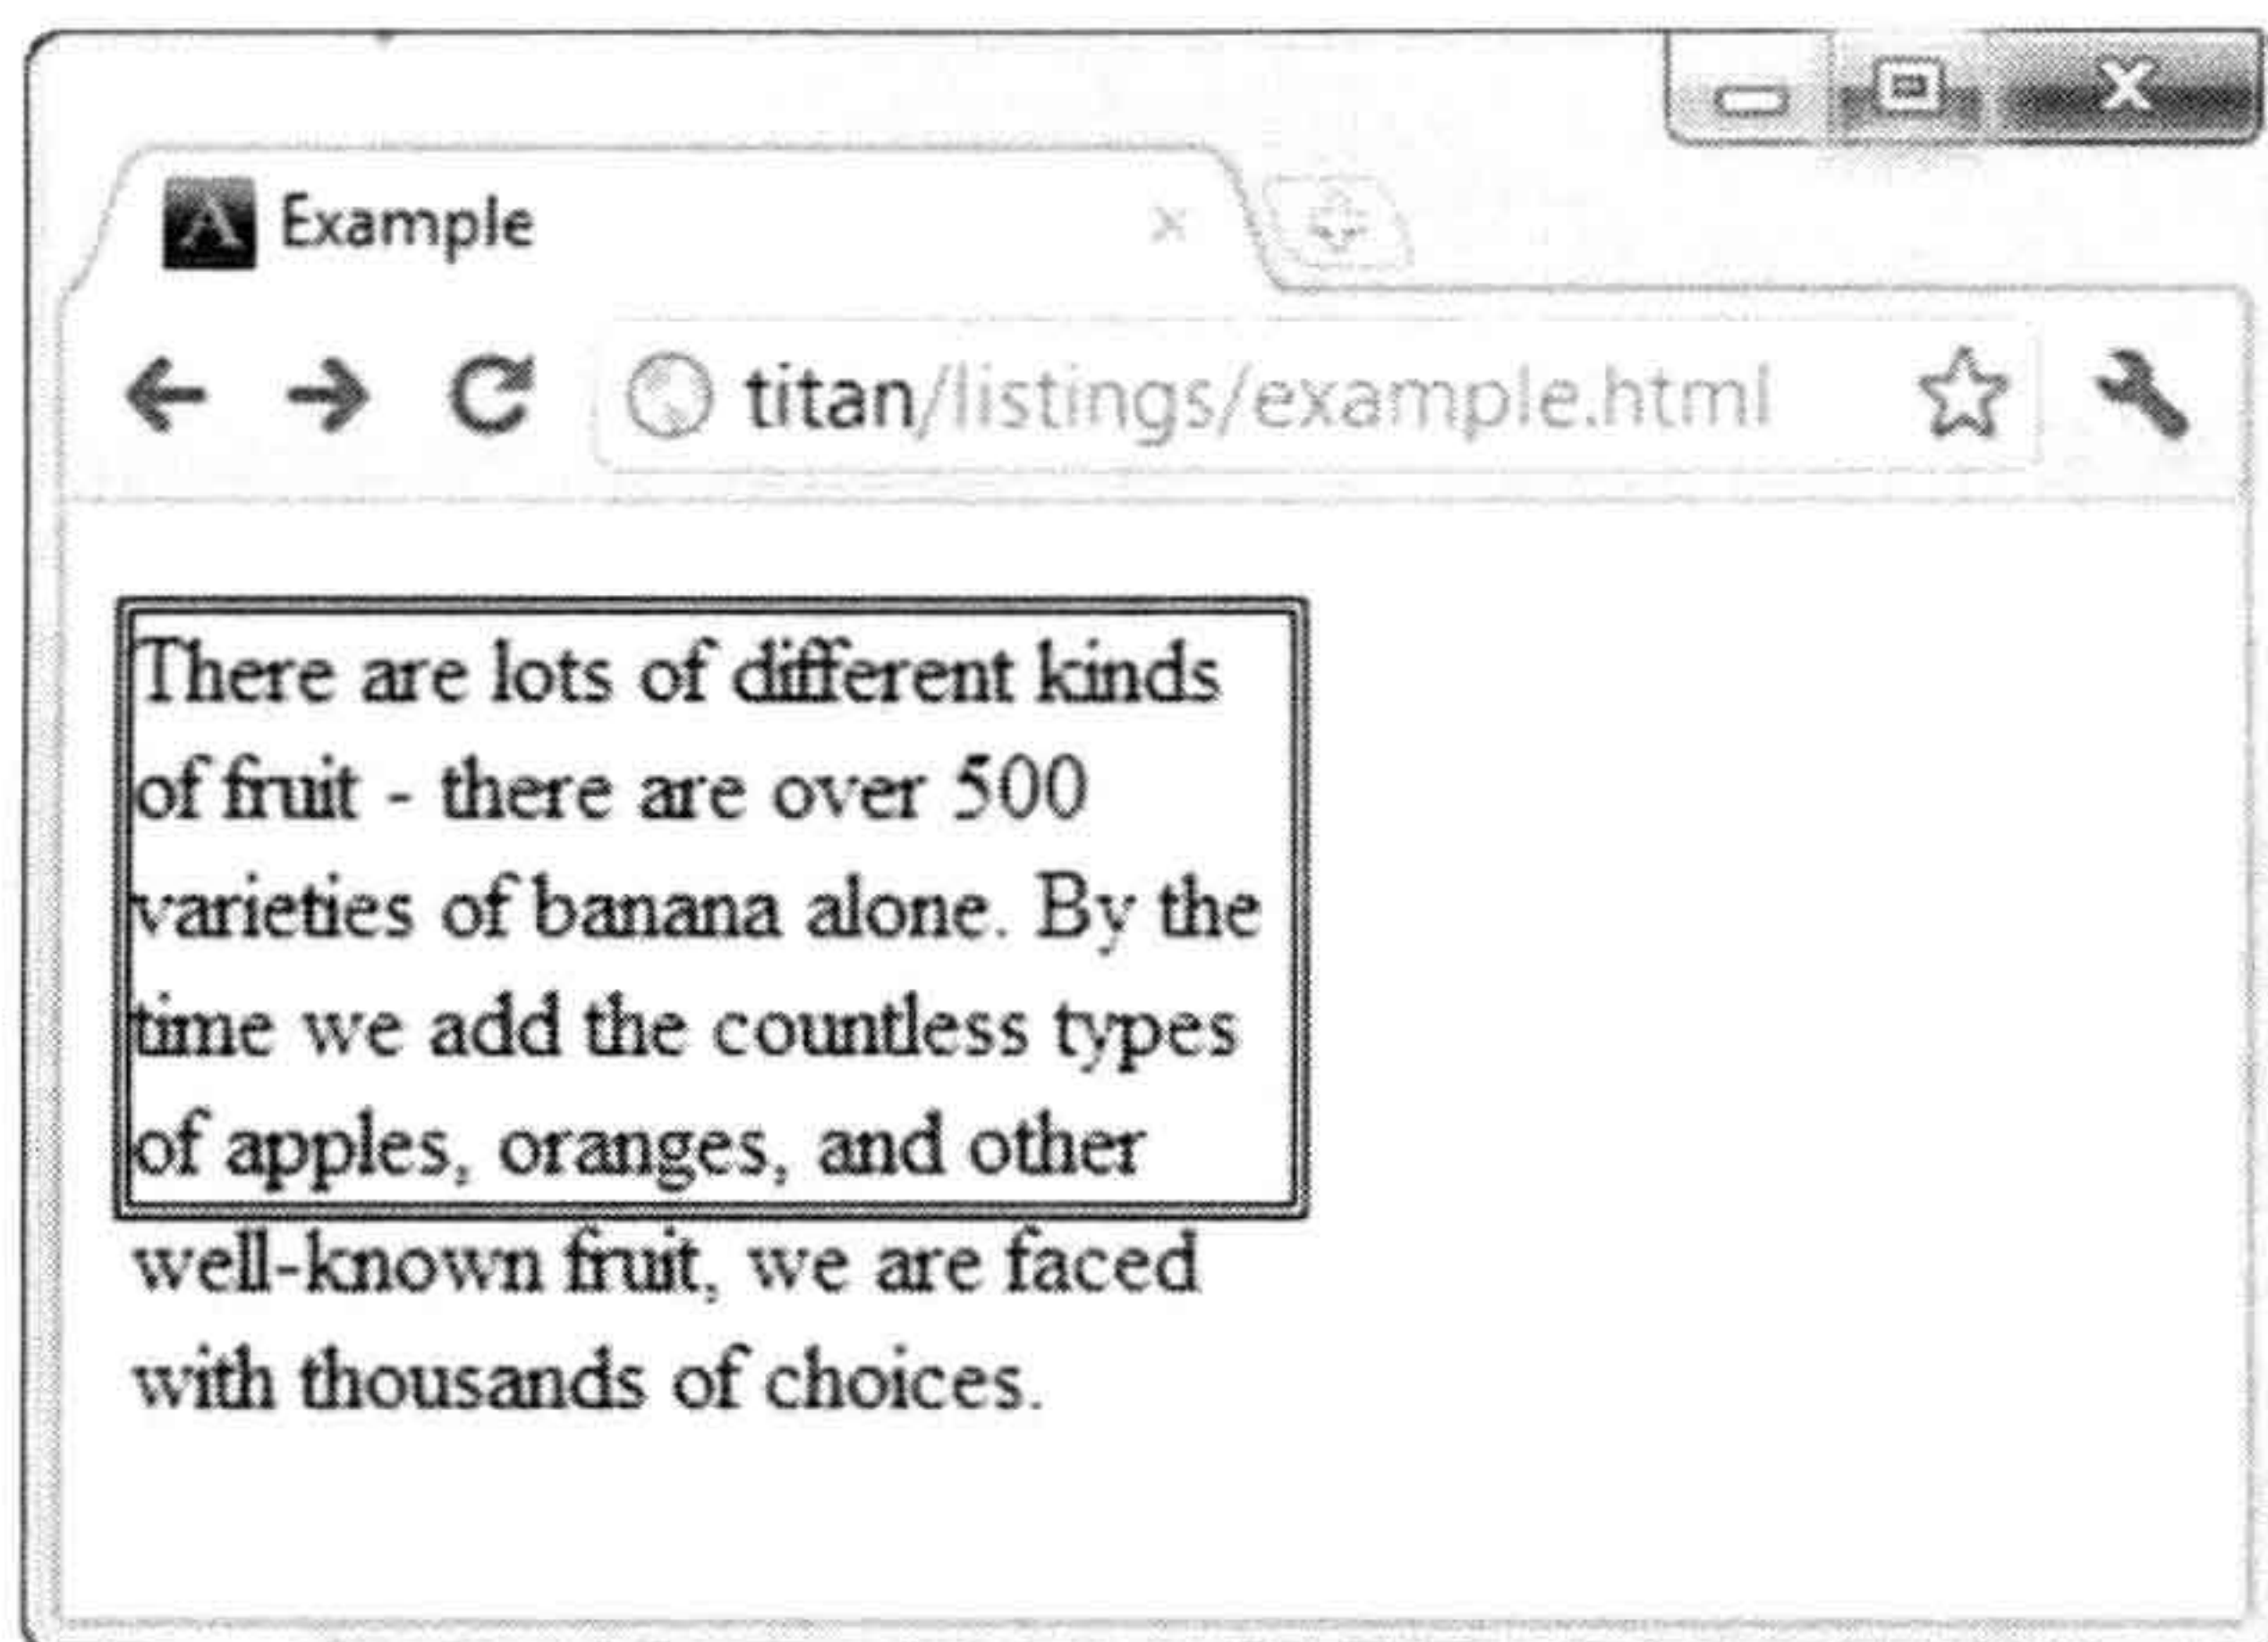 A Example
titan/listings/example.html
There are lots of different kinds
of fruit - there are over 500
varieties of banana alone. By the
time we add the countless types
of apples, oranges, and other
well-known fruit, we are faced
with thousands of choices.